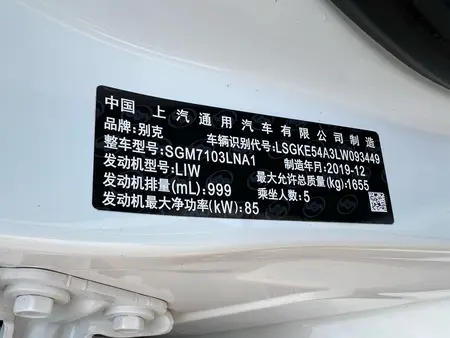 中国 上汽通用汽车有限公司制造
品牌:别克 车辆识别代号:LSGKE54A3LW093449
整车型号:SGM7103LNA1 制造年月:2019-12
发动机型号:LIW 最大允许总质量(kg):1655
发动机排量(mL):999 乘坐人数:5
发动机最大净功率(kW):85